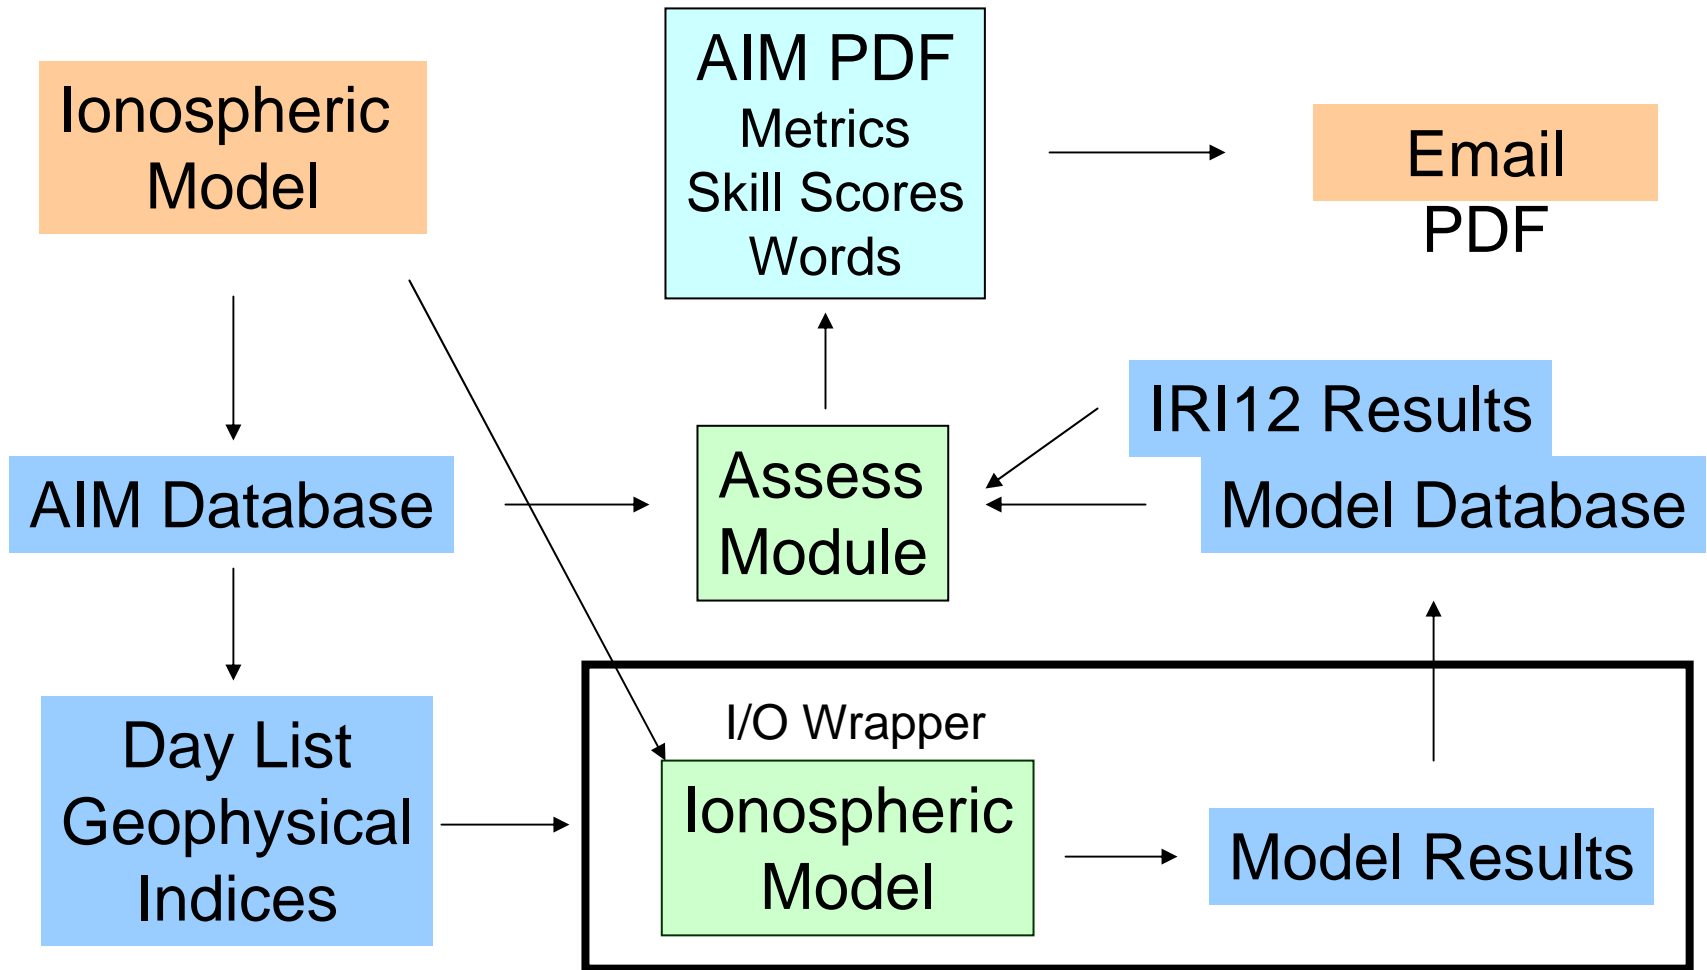 Ionospheric
Model
AIM PDF
Metrics
Skill Scores
Words
Email
PDF
AIM Database
Assess
Module
IRI12 Results
Model Database
Day List
Geophysical
Indices
I/O Wrapper
Ionospheric
Model
Model Results